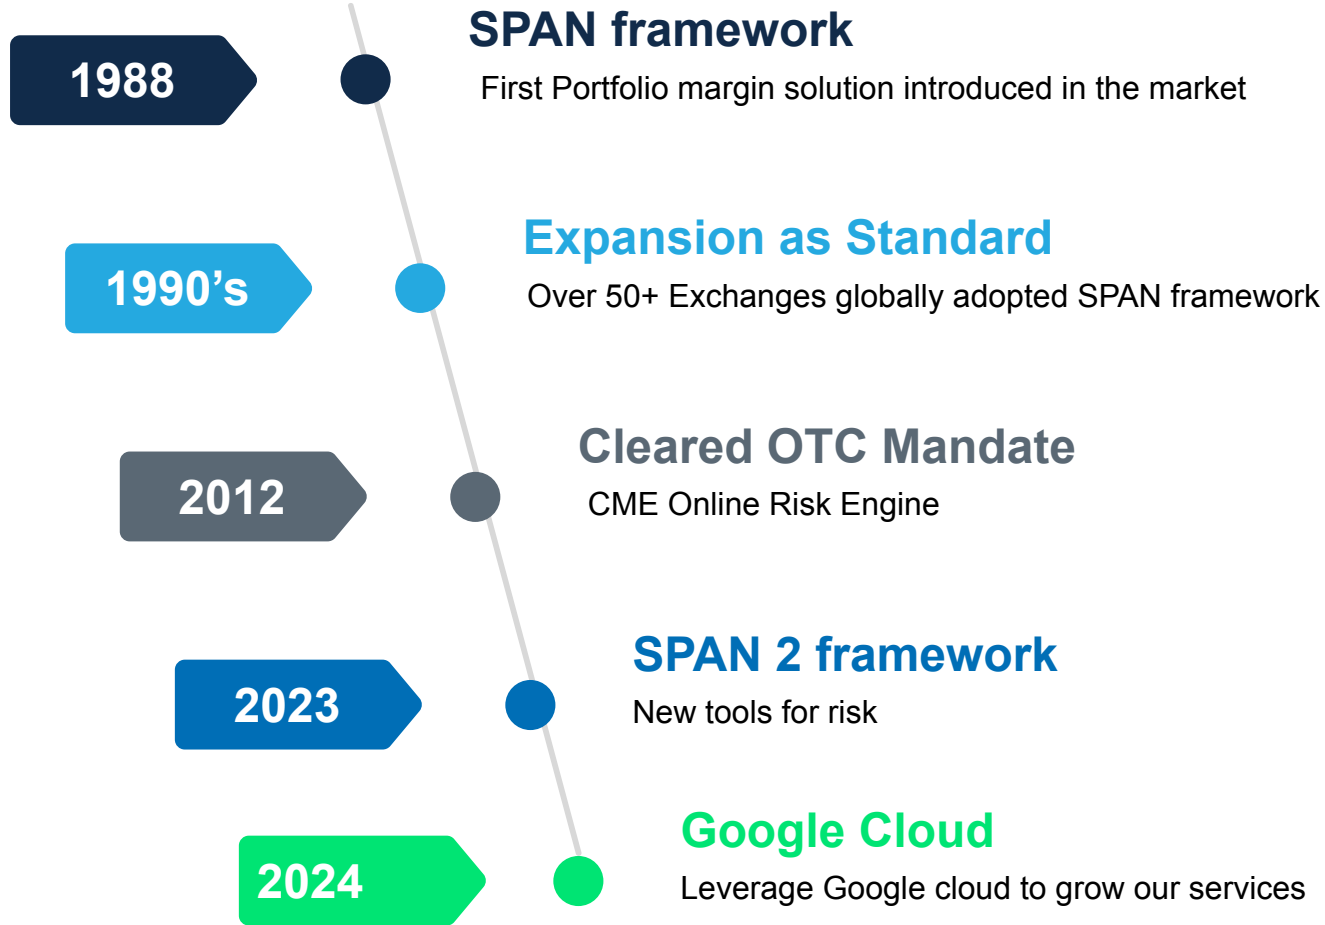 SPAN framework
1988
First Portfolio margin solution introduced in the market
Expansion as Standard
1990’s
Over 50+ Exchanges globally adopted SPAN framework
Cleared OTC Mandate
2012
CME Online Risk Engine
SPAN 2 framework
2023
New tools for risk
Google Cloud
2024
Leverage Google cloud to grow our services